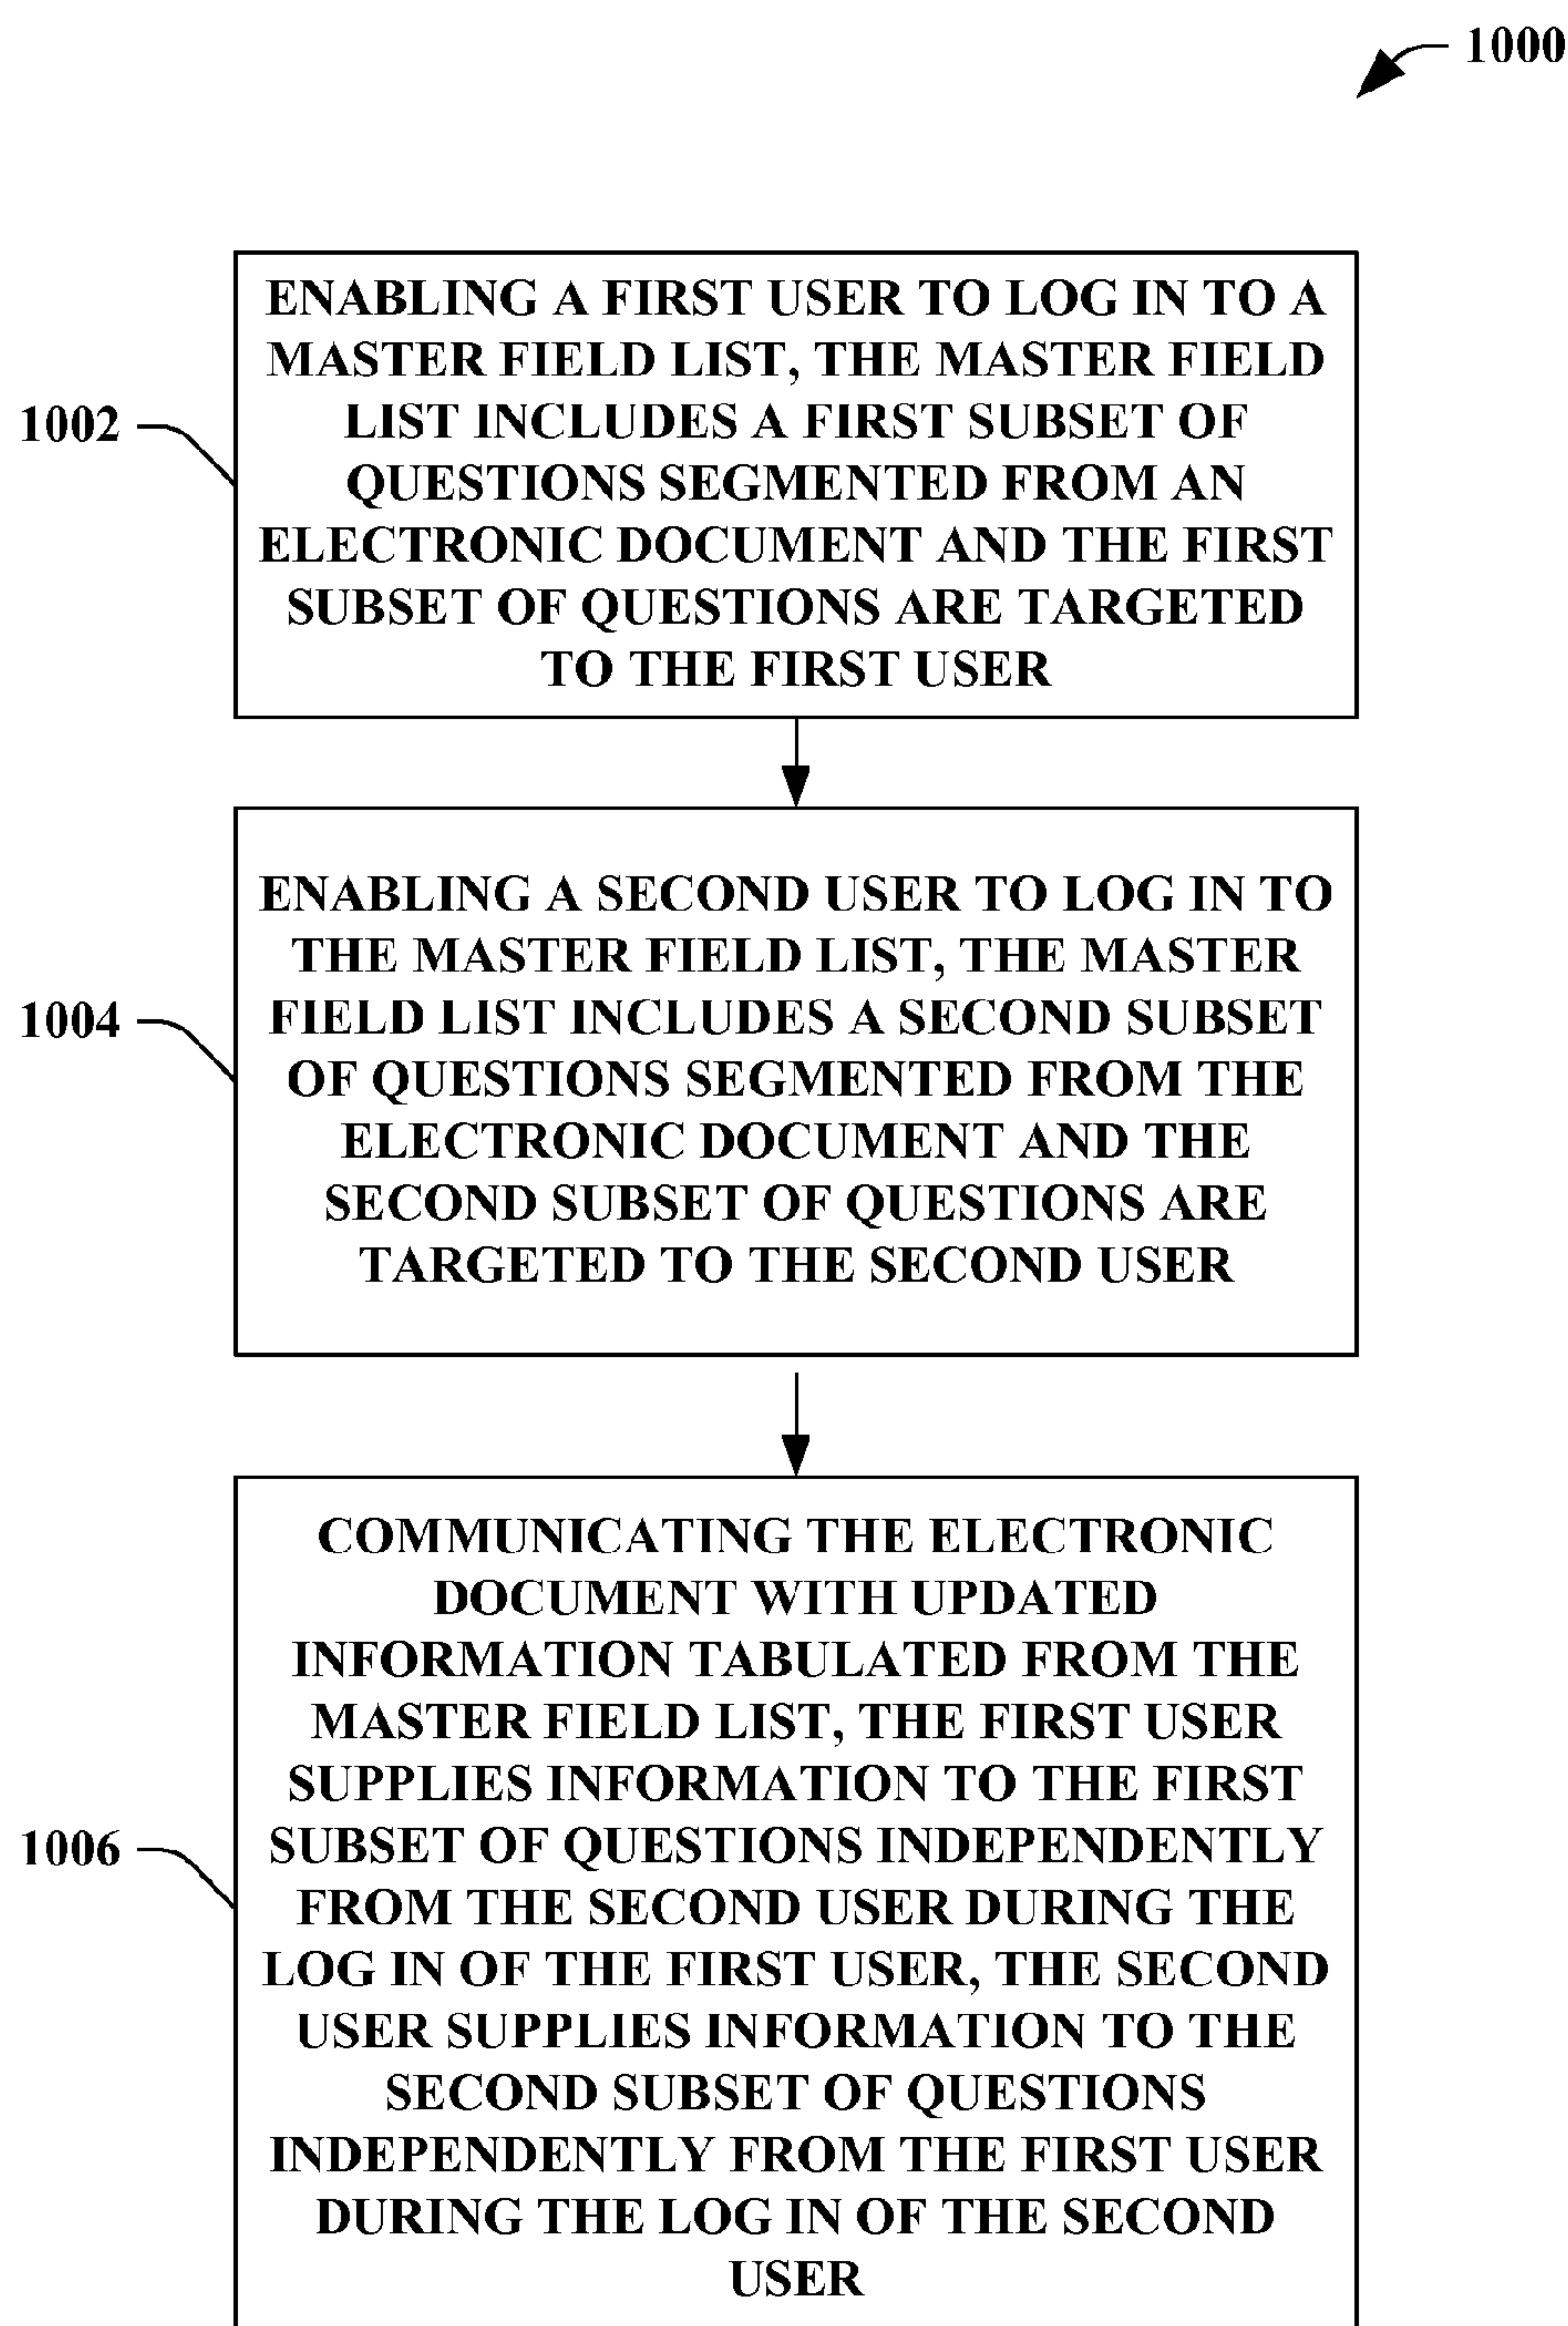 1000
1002
ENABLING A FIRST USER TO LOG IN TO A
MASTER FIELD LIST, THE MASTER FIELD
LIST INCLUDES A FIRST SUBSET OF
QUESTIONS SEGMENTED FROM AN
ELECTRONIC DOCUMENT AND THE FIRST
SUBSET OF QUESTIONS ARE TARGETED
TO THE FIRST USER
1004
ENABLING A SECOND USER TO LOG IN TO
THE MASTER FIELD LIST, THE MASTER
FIELD LIST INCLUDES A SECOND SUBSET
OF QUESTIONS SEGMENTED FROM THE
ELECTRONIC DOCUMENT AND THE
SECOND SUBSET OF QUESTIONS ARE
TARGETED TO THE SECOND USER
1006
COMMUNICATING THE ELECTRONIC
DOCUMENT WITH UPDATED
INFORMATION TABULATED FROM THE
MASTER FIELD LIST, THE FIRST USER
SUPPLIES INFORMATION TO THE FIRST
SUBSET OF QUESTIONS INDEPENDENTLY
FROM THE SECOND USER DURING THE
LOG IN OF THE FIRST USER, THE SECOND
USER SUPPLIES INFORMATION TO THE
SECOND SUBSET OF QUESTIONS
INDEPENDENTLY FROM THE FIRST USER
DURING THE LOG IN OF THE SECOND
USER